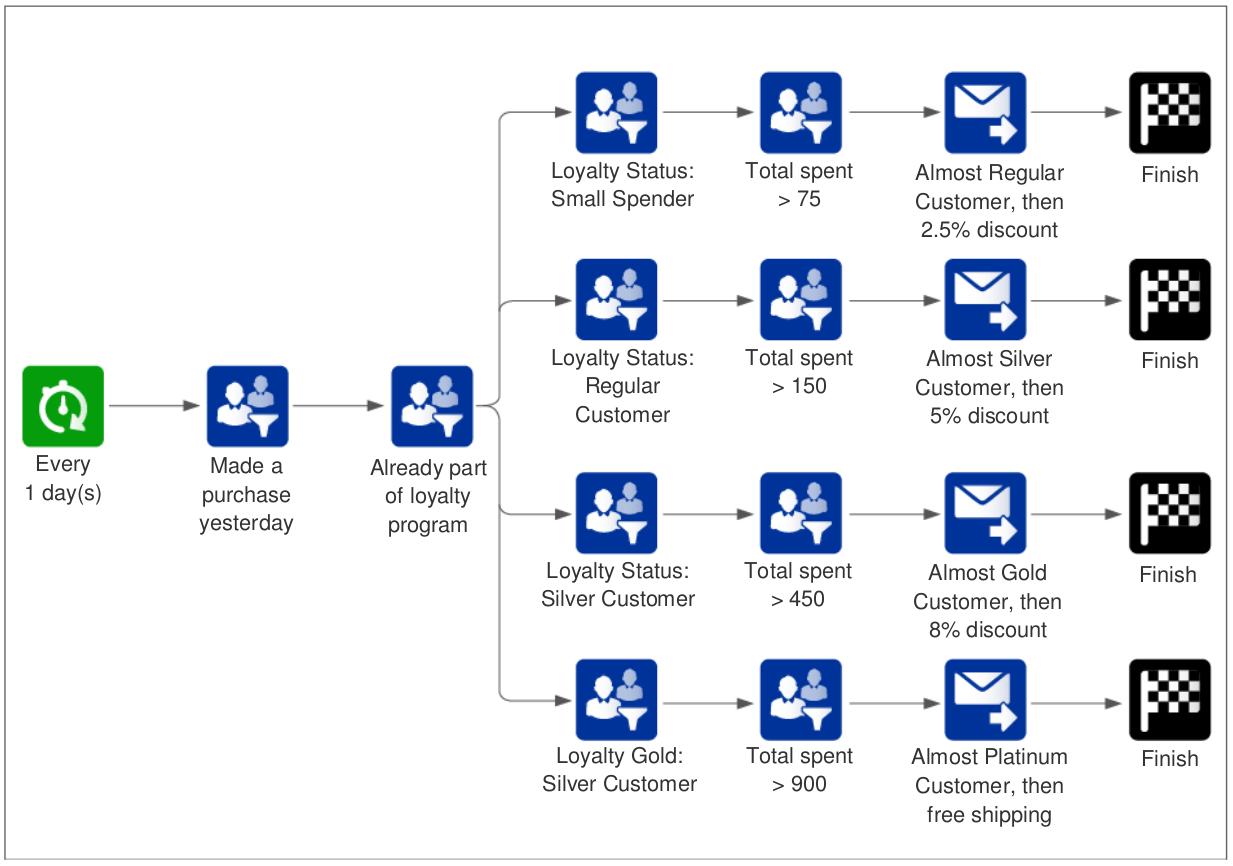 Every
1 day(s)
Made a
purchase
yesterday
Already part
of loyalty
program
Loyalty Status:
Small Spender
Total spent
> 75
Almost Regular
Customer, then
2.5% discount
Finish
Loyalty Status:
Regular
Customer
Total spent
> 150
Almost Silver
Customer, then
5% discount
Finish
Loyalty Status:
Silver Customer
Total spent
> 450
Almost Gold
Customer, then
8% discount
Finish
Loyalty Gold:
Silver Customer
Total spent
> 900
Almost Platinum
Customer, then
free shipping
Finish